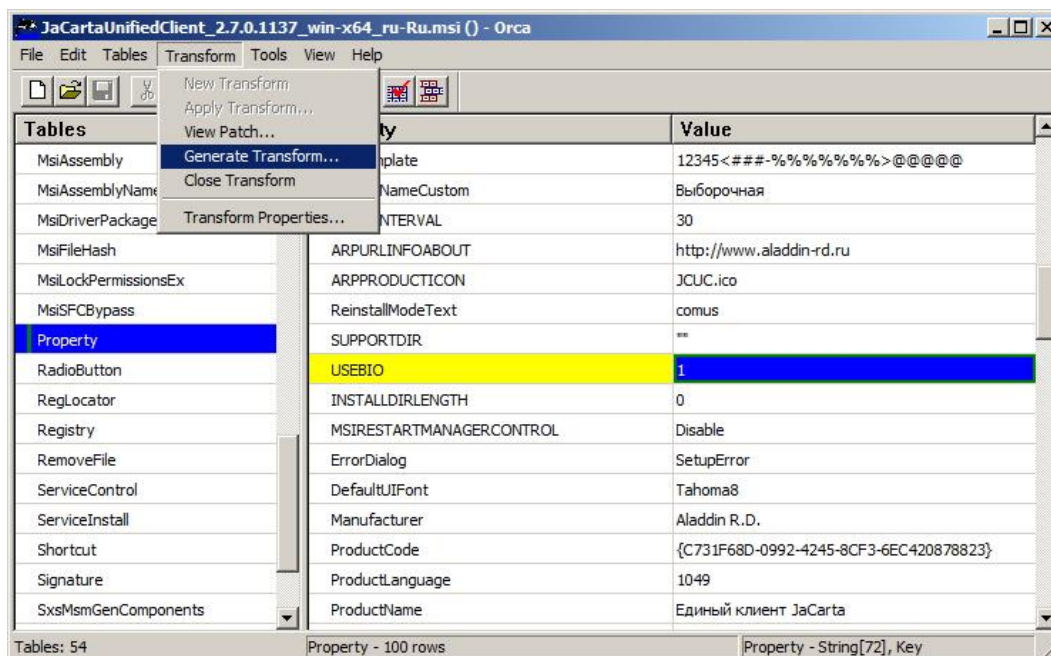 JaCartaUnifiedClient_2.7.0.1137_win-x64_ru-Ru.msi () - Orca
File Edit Tables Transform Tools View Help
New Transform
Apply Transform...
View Patch...
Generate Transform...
Close Transform
Transform Properties...
Tables
MsiAssembly
MsiAssemblyName
MsiDriverPackage
MsiFileHash
MsiLockPermissionsEx
MsiSFCBypass
Property
RadioButton
RegLocator
Registry
RemoveFile
ServiceControl
ServiceInstall
Shortcut
Signature
SxsMsmGenComponents
ty Value
mplate 12345<###-%%%%%%%>@@@@@
NameCustom Выборочная
NTERVAL 30
ARPURLINFOABOUT http://www.aladdin-rd.ru
ARPPRODUCTICON JCUC.ico
ReinstallModeText comus
SUPPORTDIR ""
USEBIO 1
INSTALLDIRLENGTH 0
MSIRESTARTMANAGERCONTROL Disable
ErrorDialog SetupError
DefaultUIFont Tahoma8
Manufacturer Aladdin R.D.
ProductCode {C731F68D-0992-4245-8CF3-6EC420878823}
ProductLanguage 1049
ProductName Единый клиент JaCarta
Tables: 54 Property - 100 rows Property - String[72], Key